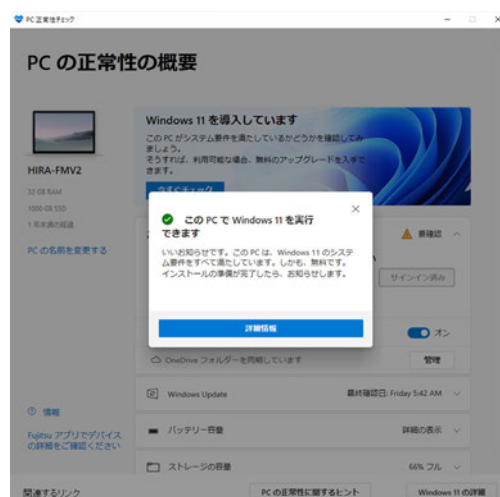 PC 正常性チェック
PC の正常性の概要
HIRA-FMV2
32 GB RAM
1000 GB SSD
1 年未満の経過
PC の名前を変更する
Windows 11 を導入しています
この PC がシステム要件を満たしているかどうかを確認してみ
ましょう。
そうすれば、利用可能な場合、無料のアップグレードを入手で
きます。
今すぐチェック
この PC で Windows 11 を実行
できます
いいお知らせです。この PC は、Windows 11 のシステ
ム要件をすべて満たしています。しかも、無料です。
インストールの準備が完了したら、お知らせします。
詳細情報
要確認
サインイン済み
オン
OneDrive フォルダーを同期しています
管理
Windows Update
最終確認日: Friday 5:42 AM
バッテリー容量
詳細の表示
ストレージの容量
66% フル
情報
Fujitsu アプリでデバイス
の詳細をご確認ください
関連するリンク
PC の正常性に関するヒント
Windows 11 の詳細